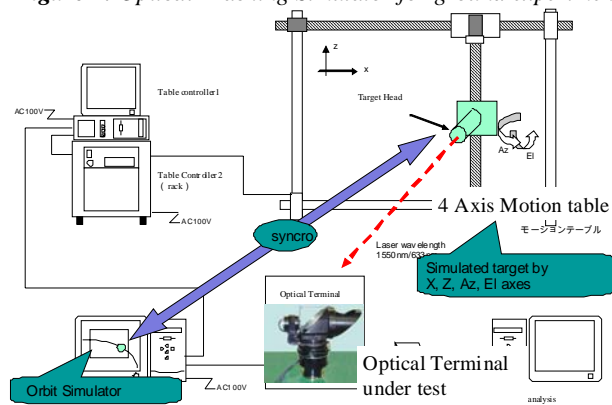 z
x
Table controller1
AC100V
Target Head
Az
El
Table Controller2
( rack )
AC100V
4 Axis Motion table
モーションテーブル
syncro
Laser wavelength
1550nm/633
Simulated target by
X, Z, Az, El axes
Optical Terminal
Optical Terminal
under test
Orbit Simulator
AC100V
analysis